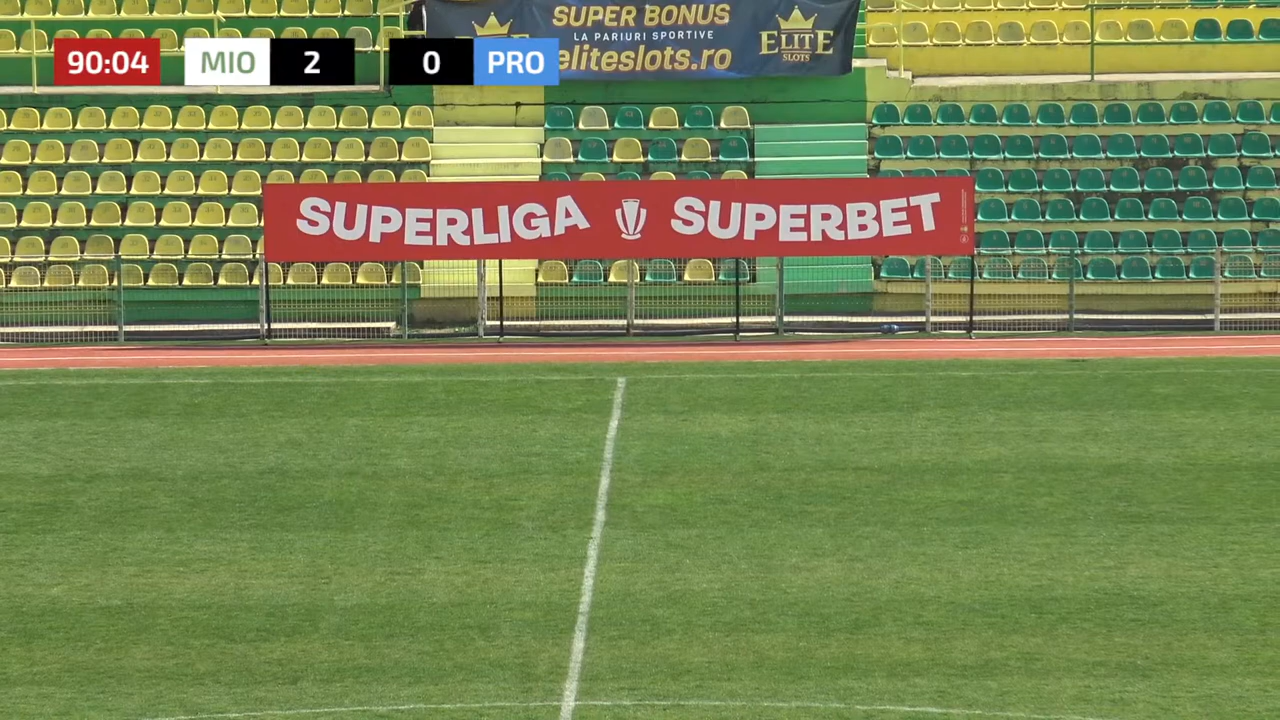 SUPER BONUS
LA PARIURI SPORTIVE
eliteslots.ro
ELITE
SLOTS
90:04 MIO 2 0 PRO
SUPERLIGA SUPERBET